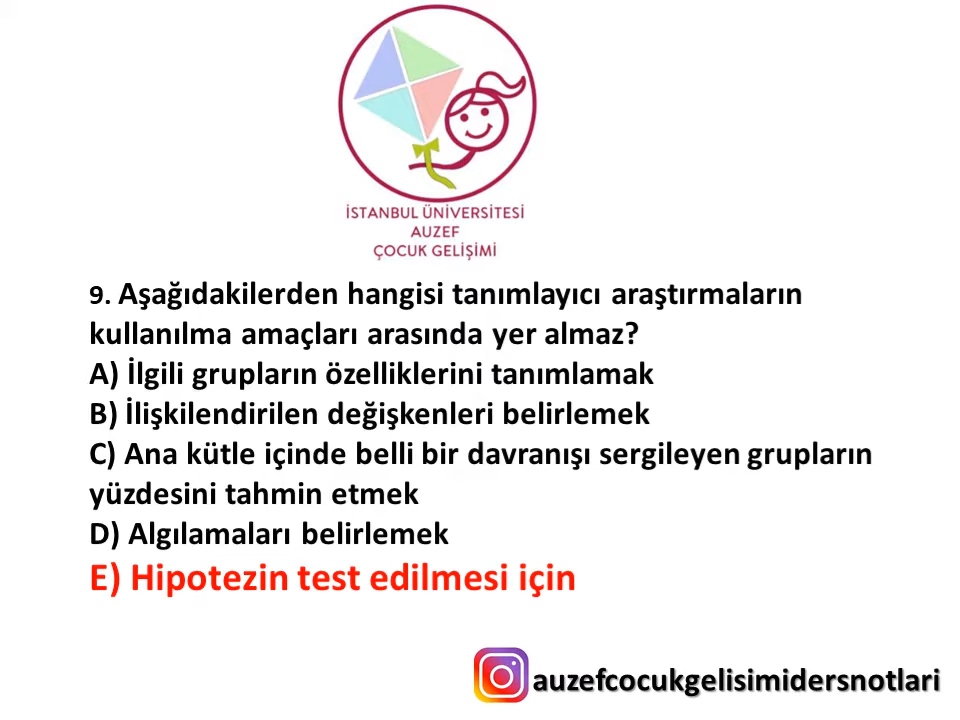 İSTANBUL ÜNİVERSİTESİ
AUZEF
ÇOCUK GELİŞİMİ
9. Aşağıdakilerden hangisi tanımlayıcı araştırmaların
kullanılma amaçları arasında yer almaz?
A) İlgili grupların özelliklerini tanımlamak
B) İlişkilendirilen değişkenleri belirlemek
C) Ana kütle içinde belli bir davranışı sergileyen grupların
yüzdesini tahmin etmek
D) Algılamaları belirlemek
E) Hipotezin test edilmesi için
auzefcocukgelisimidersnotlari